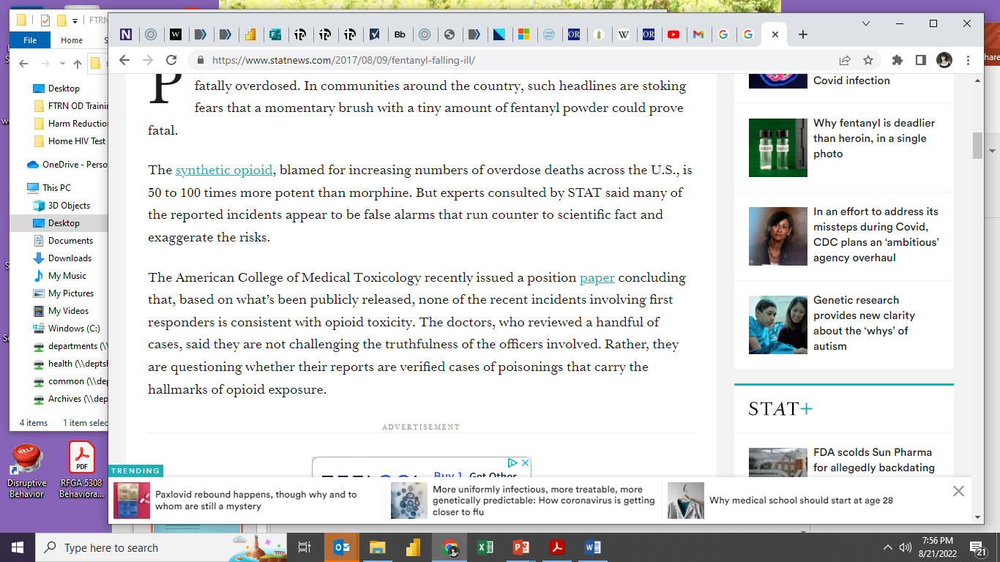 FTRN
File
Home
https://www.statnews.com/2017/08/09/fentanyl-falling-ill/
Desktop
FTRN OD Trainin
Harm Reductio
Home HIV Test
OneDrive - Perso
This PC
3D Objects
Desktop
Documents
Downloads
My Music
My Pictures
My Videos
Windows (C:)
departments (\\
health (\\deptsh
common (\\dep
Archives (\\dep
4 items 1 item selec
P
fatally overdosed. In communities around the country, such headlines are stoking
fears that a momentary brush with a tiny amount of fentanyl powder could prove
fatal.
The synthetic opioid, blamed for increasing numbers of overdose deaths across the U.S., is
50 to 100 times more potent than morphine. But experts consulted by STAT said many of
the reported incidents appear to be false alarms that run counter to scientific fact and
exaggerate the risks.
The American College of Medical Toxicology recently issued a position paper concluding
that, based on what’s been publicly released, none of the recent incidents involving first
responders is consistent with opioid toxicity. The doctors, who reviewed a handful of
cases, said they are not challenging the truthfulness of the officers involved. Rather, they
are questioning whether their reports are verified cases of poisonings that carry the
hallmarks of opioid exposure.
ADVERTISEMENT
Buy 1, Get Other
Covid infection
Why fentanyl is deadlier
than heroin, in a single
photo
In an effort to address its
missteps during Covid,
CDC plans an ‘ambitious’
agency overhaul
Genetic research
provides new clarity
about the ‘whys’ of
autism
STAT+
FDA scolds Sun Pharma
for allegedly backdating
TRENDING
Paxlovid rebound happens, though why and to
whom are still a mystery
More uniformly infectious, more treatable, more
genetically predictable: How coronavirus is getting
closer to flu
Why medical school should start at age 28
HELP
Disruptive
Behavior
PDF
RFGA 5308
Behaviora...
hare
Type here to search
7:56 PM
8/21/2022
21